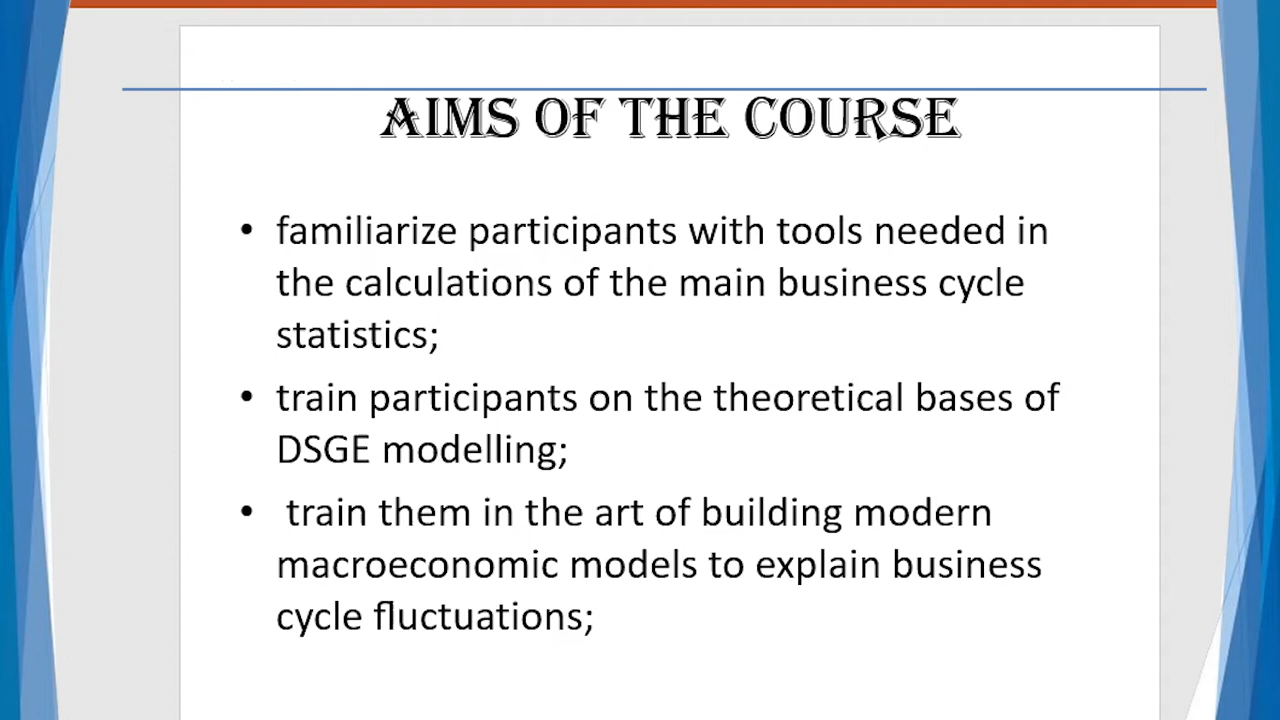 AIMS OF THE COURSE
• familiarize participants with tools needed in
the calculations of the main business cycle
statistics;
• train participants on the theoretical bases of
DSGE modelling;
• train them in the art of building modern
macroeconomic models to explain business
cycle fluctuations;